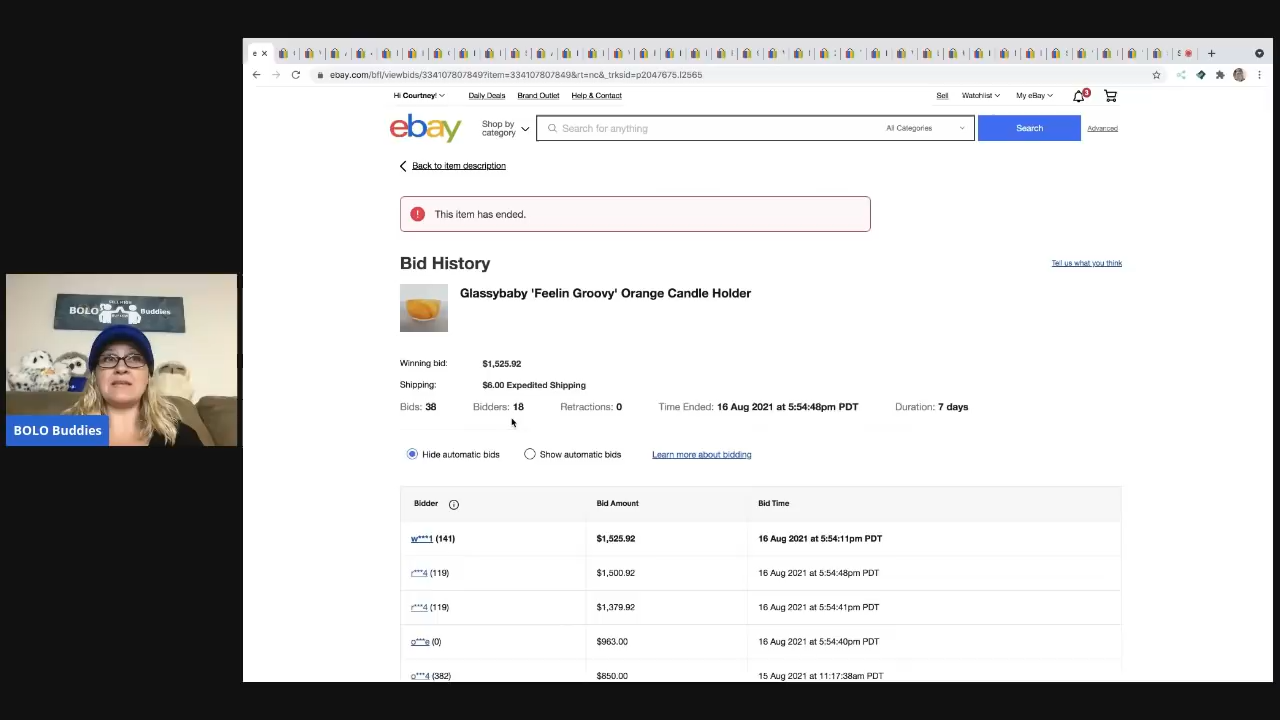 ebay.com/bfl/viewbids/334107807849?item=334107807849&rt=nc&_trksid=p2047675.l2565
Hi Courtney!
Daily Deals
Brand Outlet
Help & Contact
Sell
Watchlist
My eBay
3
ebay
Shop by
category
Search for anything
All Categories
Search
Advanced
Back to item description
This item has ended.
Bid History
Tell us what you think
Glassybaby 'Feelin Groovy' Orange Candle Holder
Winning bid: $1,525.92
Shipping: $6.00 Expedited Shipping
Bids: 38 Bidders: 18 Retractions: 0 Time Ended: 16 Aug 2021 at 5:54:48pm PDT Duration: 7 days
Hide automatic bids Show automatic bids Learn more about bidding
Bidder Bid Amount Bid Time
w***1 (141) $1,525.92 16 Aug 2021 at 5:54:11pm PDT
r***4 (119) $1,500.92 16 Aug 2021 at 5:54:48pm PDT
r***4 (119) $1,379.92 16 Aug 2021 at 5:54:41pm PDT
o***e (0) $963.00 16 Aug 2021 at 5:54:40pm PDT
o***4 (382) $850.00 15 Aug 2021 at 11:17:38am PDT
BOLO Buddies
BOLO Buddies